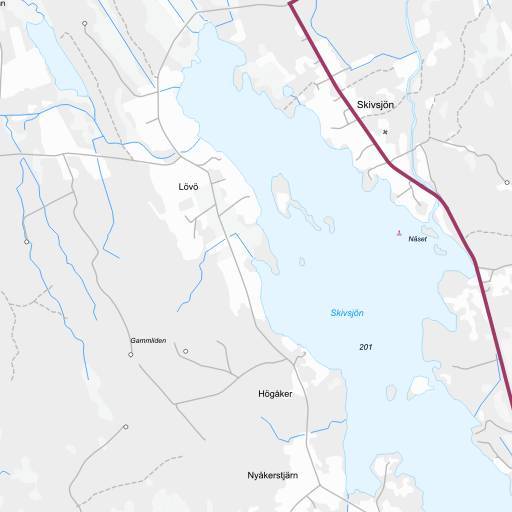 n
Skivsjön
Lövö
Näset
Skivsjön
201
Gammliden
Högåker
Nyåkerstjärn